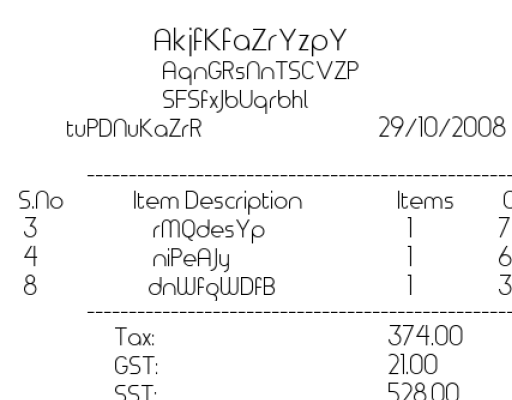 AkjfKfaZrYzpY
AqnGRsNnTSCVZP
SFSfxJbUqrbhl
tuPDNuKaZrR 29/10/2008
S.No Item Description Items
3 rMQdesYp 1 7
4 niPeAJy 1 6
8 dnWfqWDfB 1 3
Tax: 374.00
GST: 21.00
SST: 528.00